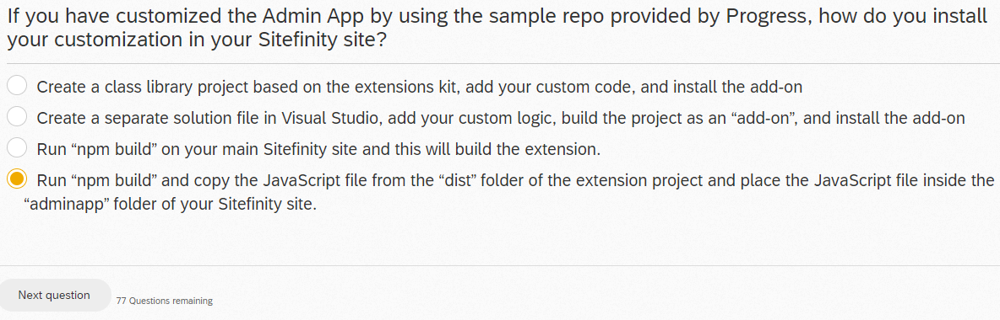 If you have customized the Admin App by using the sample repo provided by Progress, how do you install
your customization in your Sitefinity site?
Create a class library project based on the extensions kit, add your custom code, and install the add-on
Create a separate solution file in Visual Studio, add your custom logic, build the project as an “add-on”, and install the add-on
Run “npm build” on your main Sitefinity site and this will build the extension.
Run “npm build” and copy the JavaScript file from the “dist” folder of the extension project and place the JavaScript file inside the
“adminapp” folder of your Sitefinity site.
Next question
77 Questions remaining